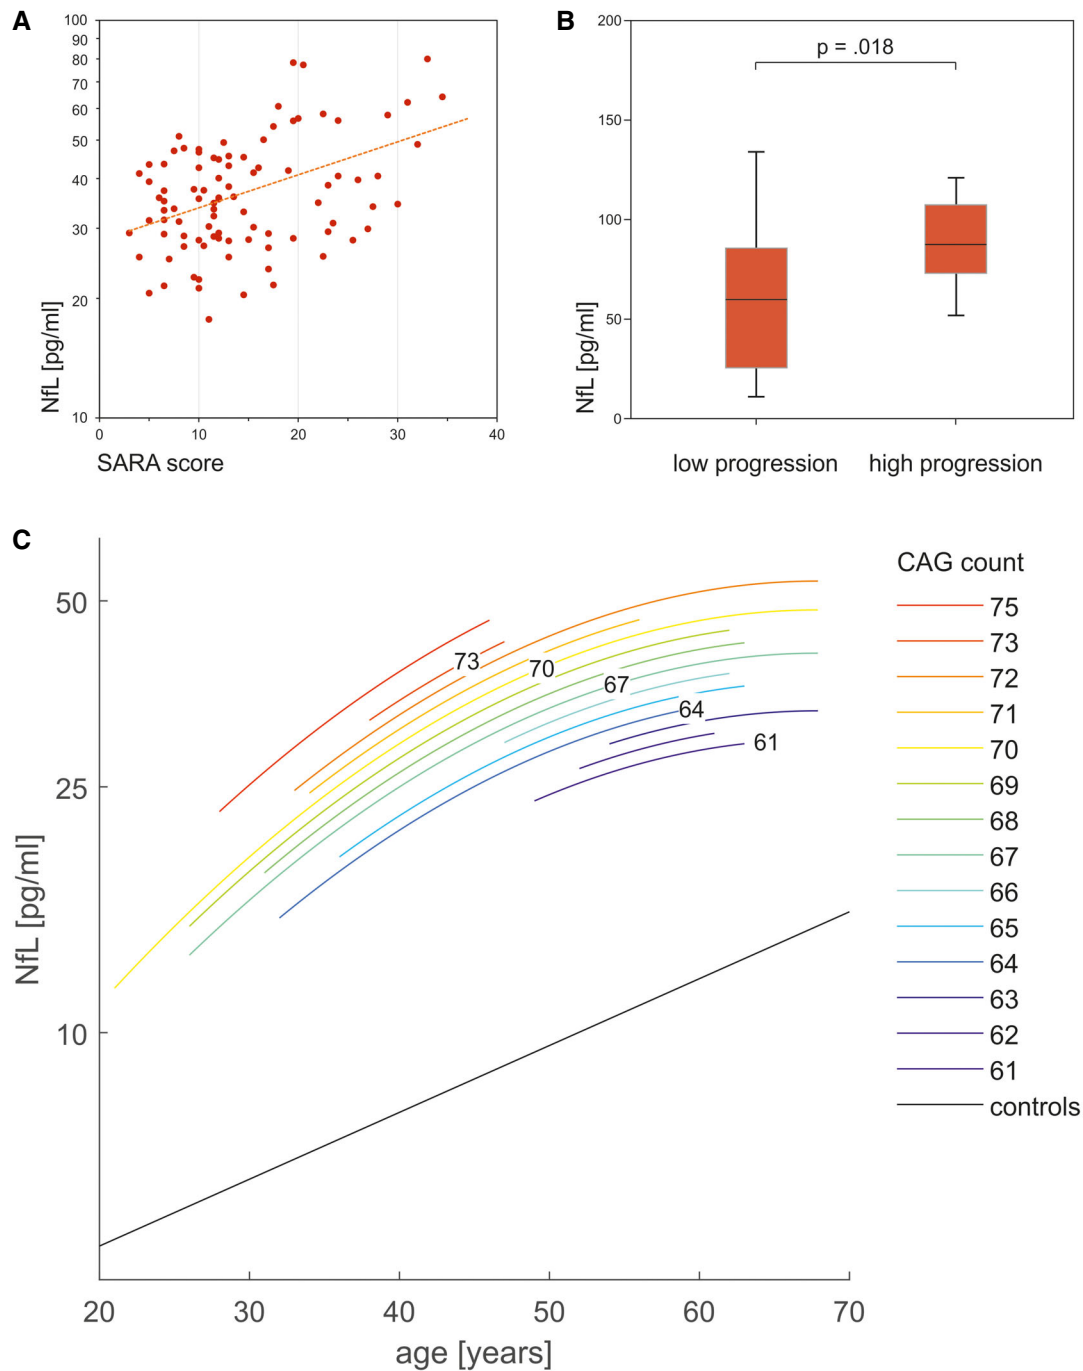 A
100
90
80
70
60
50
40
30
20
10
NfL [pg/ml]
0 10 20 30 40
SARA score
B
200
150
100
50
0
NfL [pg/ml]
p = .018
low progression high progression
C
50
25
10
NfL [pg/ml]
73
70
67
64
61
20 30 40 50 60 70
age [years]
CAG count
75
73
72
71
70
69
68
67
66
65
64
63
62
61
controls